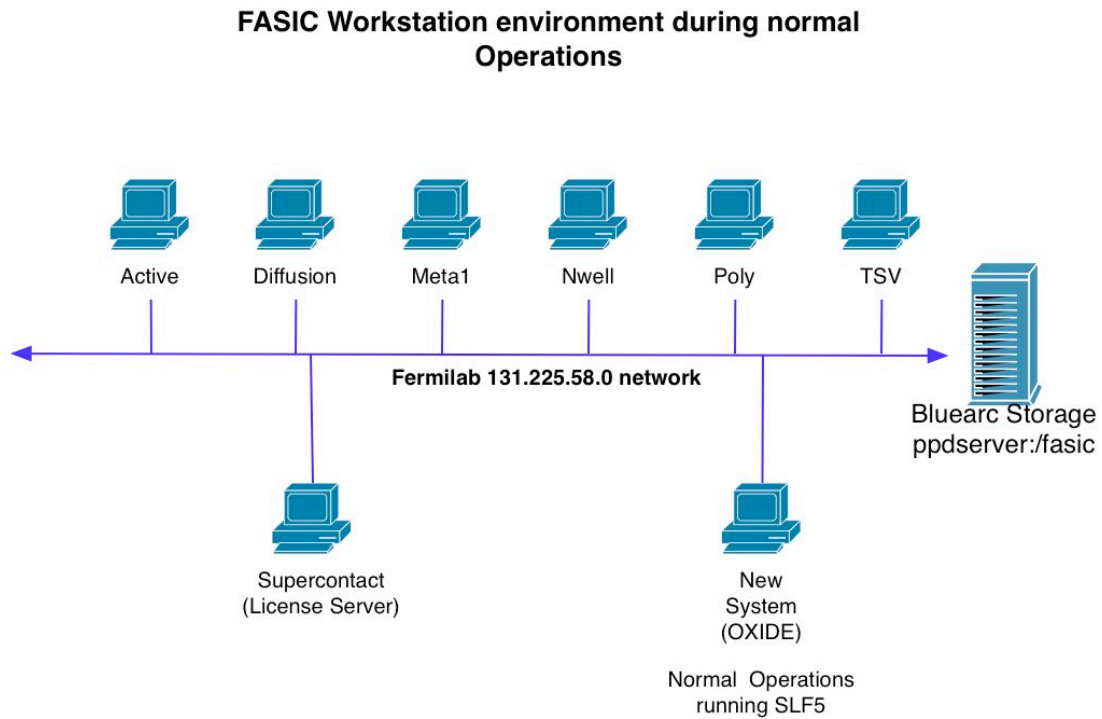 FASIC Workstation environment during normal
Operations
Active
Diffusion
Meta1
Nwell
Poly
TSV
Fermilab 131.225.58.0 network
Bluearc Storage
ppdserver:/fasic
Supercontact
(License Server)
New
System
(OXIDE)
Normal Operations
running SLF5